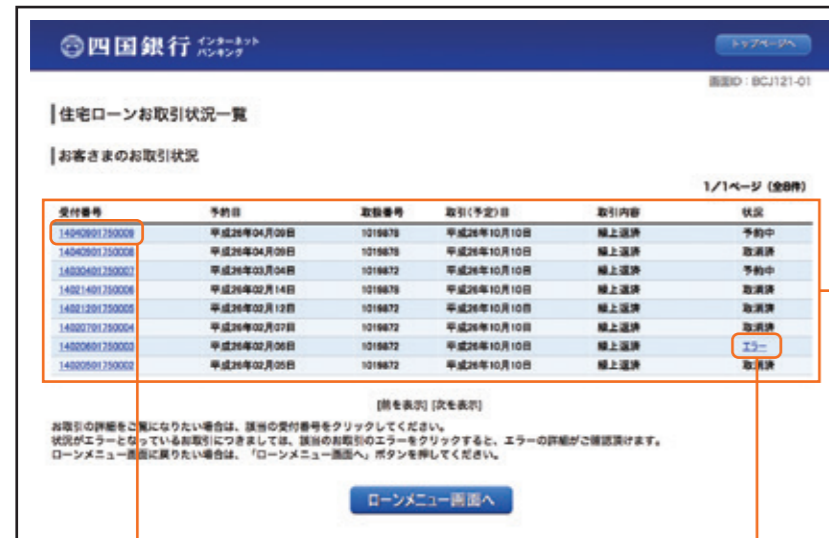 四国銀行 インターネットバンキング
トップページへ
画面ID：BCJ121-01
住宅ローンお取引状況一覧
お客さまのお取引状況
1/1ページ (全8件)
受付番号 予約日 取扱番号 取引(予定)日 取引内容 状況
14040901750009 平成26年04月09日 1019878 平成26年10月10日 繰上返済 予約中
14040901750008 平成26年04月09日 1019878 平成26年10月10日 繰上返済 取消済
14030401750007 平成26年03月04日 1019872 平成26年10月10日 繰上返済 予約中
14021401750006 平成26年02月14日 1019878 平成26年10月10日 繰上返済 取消済
14021201750005 平成26年02月12日 1019872 平成26年10月10日 繰上返済 取消済
14020701750004 平成26年02月07日 1019872 平成26年10月10日 繰上返済 取消済
14020601750003 平成26年02月06日 1019872 平成26年10月10日 繰上返済 エラー
14020501750002 平成26年02月05日 1019872 平成26年10月10日 繰上返済 取消済
[前を表示] [次を表示]
お取引の詳細をご覧になりたい場合は、該当の受付番号をクリックしてください。
状況がエラーとなっているお取引につきましては、該当のお取引のエラーをクリックすると、エラーの詳細がご確認頂けます。
ローンメニュー画面に戻りたい場合は、「ローンメニュー画面へ」ボタンを押してください。
ローンメニュー画面へ